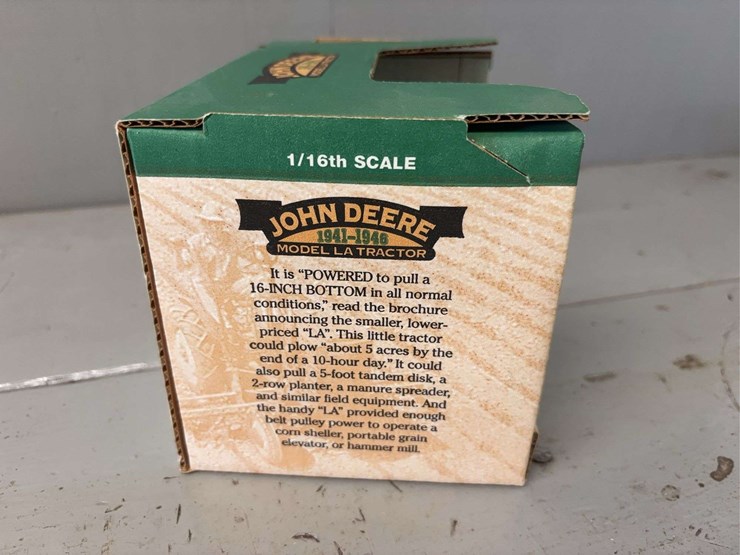 1/16th SCALE
JOHN DEERE
1941-1946
MODEL LA TRACTOR
It is “POWERED to pull a
16-INCH BOTTOM in all normal
conditions,” read the brochure
announcing the smaller, lower-
priced “LA”. This little tractor
could plow “about 5 acres by the
end of a 10-hour day.” It could
also pull a 5-foot tandem disk, a
2-row planter, a manure spreader,
and similar field equipment. And
the handy “LA” provided enough
belt pulley power to operate a
corn sheller, portable grain
elevator, or hammer mill.